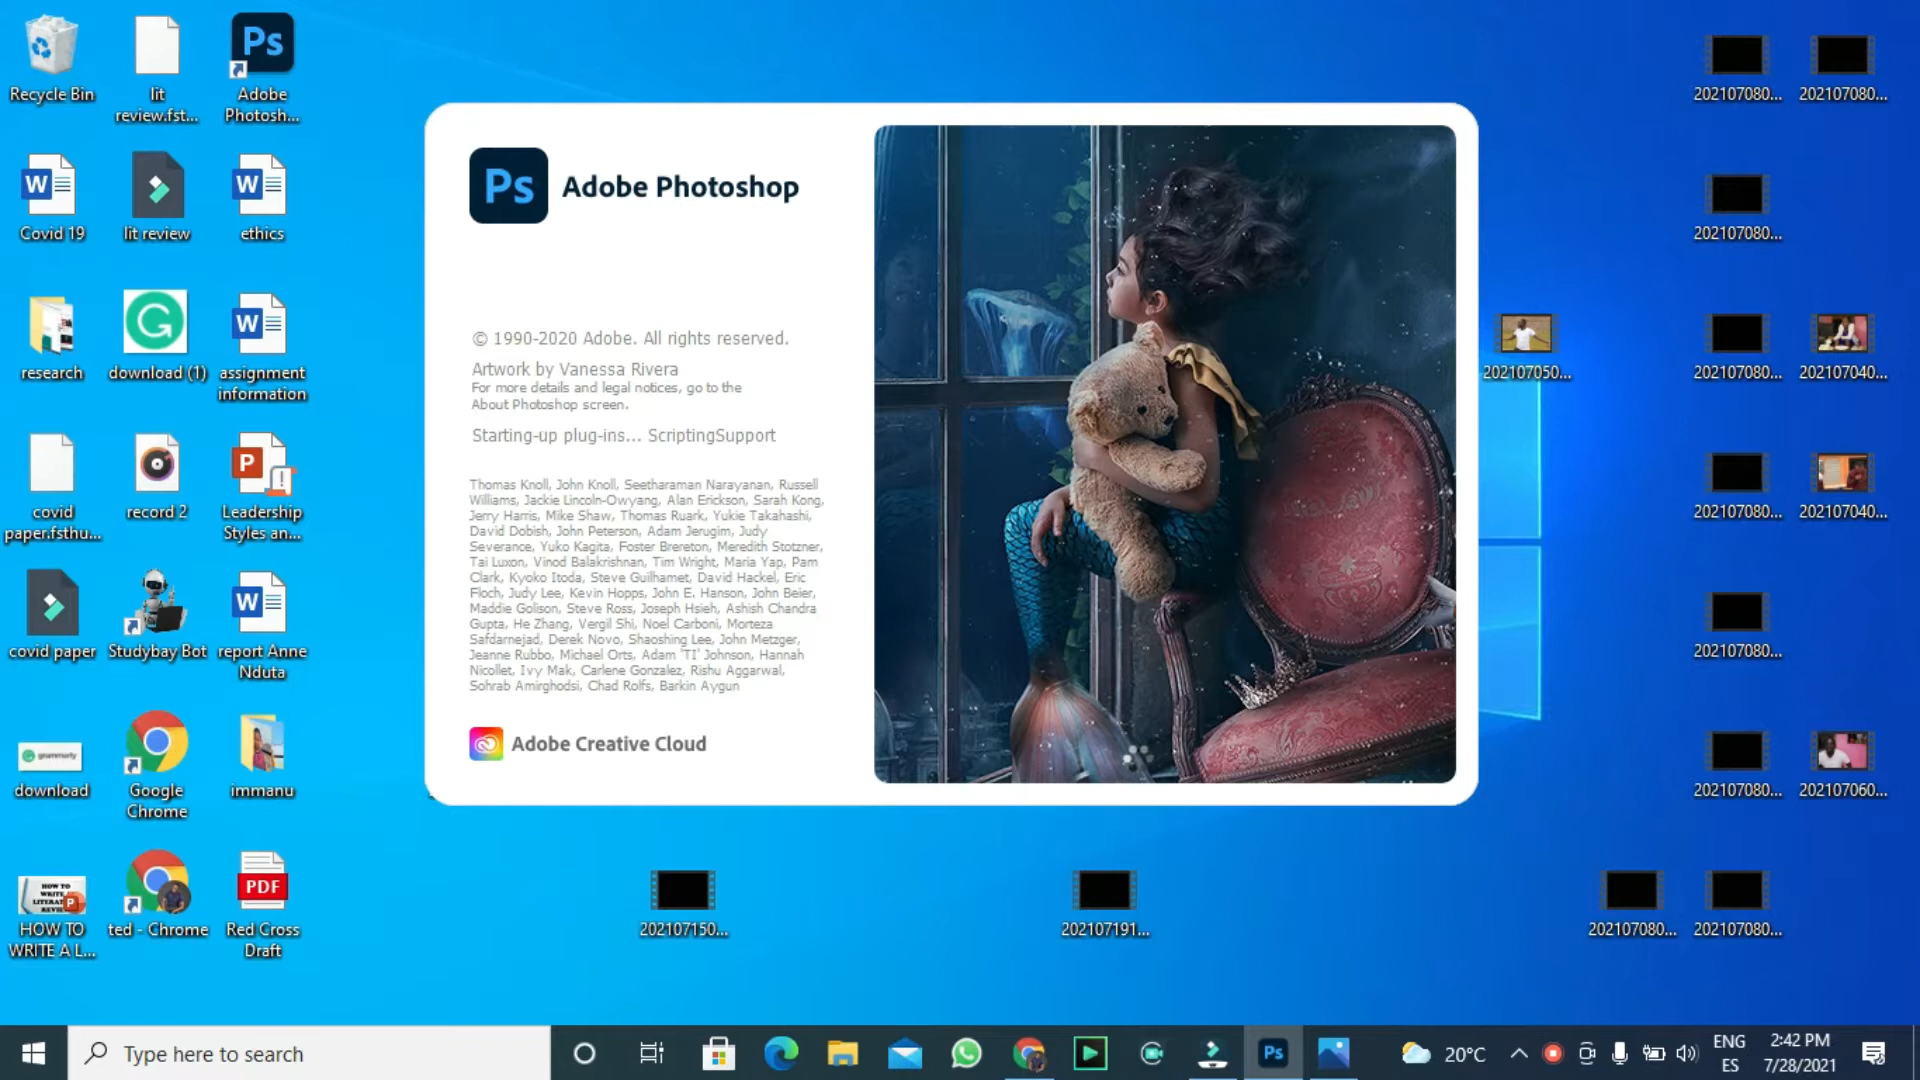 Recycle Bin
lit
review.fst...
Ps
Adobe
Photosh...
W
Covid 19
lit review
W
ethics
research
G
download (1)
W
assignment
information
covid
paper.fsthu...
record 2
P
Leadership
Styles an...
covid paper
Studybay Bot
W
report Anne
Nduta
grammarly
download
Google
Chrome
immanu
HOW TO
WRITE
P
HOW TO
WRITE A L...
ted - Chrome
PDF
Red Cross
Draft
Ps
Adobe Photoshop
© 1990-2020 Adobe. All rights reserved.
Artwork by Vanessa Rivera
For more details and legal notices, go to the
About Photoshop screen.
Starting-up plug-ins... ScriptingSupport
Thomas Knoll, John Knoll, Seetharaman Narayanan, Russell
Williams, Jackie Lincoln-Owyang, Alan Erickson, Sarah Kong,
Jerry Harris, Mike Shaw, Thomas Ruark, Yukie Takahashi,
David Dobish, John Peterson, Adam Jerugim, Judy
Severance, Yuko Kagita, Foster Brereton, Meredith Stotzner,
Tai Luxon, Vinod Balakrishnan, Tim Wright, Maria Yap, Pam
Clark, Kyoko Itoda, Steve Guilhamet, David Hackel, Eric
Floch, Judy Lee, Kevin Hopps, John E. Hanson, John Beier,
Maddie Golison, Steve Ross, Joseph Hsieh, Ashish Chandra
Gupta, He Zhang, Vergil Shi, Noel Carboni, Morteza
Safdarnejad, Derek Novo, Shaoshing Lee, John Metzger,
Jeanne Rubbo, Michael Orts, Adam 'TI' Johnson, Hannah
Nicollet, Ivy Mak, Carlene Gonzalez, Rishu Aggarwal,
Sohrab Amirghodsi, Chad Rolfs, Barkin Aygun
Adobe Creative Cloud
202107080...
202107080...
202107080...
202107050...
202107080...
202107040...
202107080...
202107040...
202107080...
202107080...
202107060...
202107150...
202107191...
202107080...
202107080...
Type here to search
Ps
20°C
ENG
ES
2:42 PM
7/28/2021